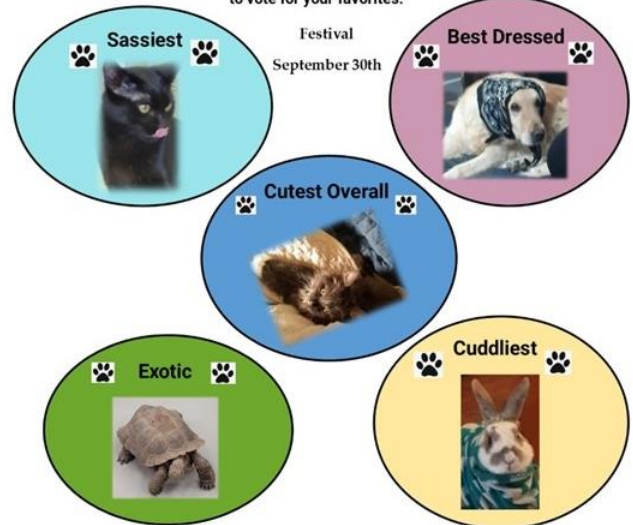 to vote for your favorites.
Festival
September 30th
Sassiest
Best Dressed
Cutest Overall
Exotic
Cuddliest